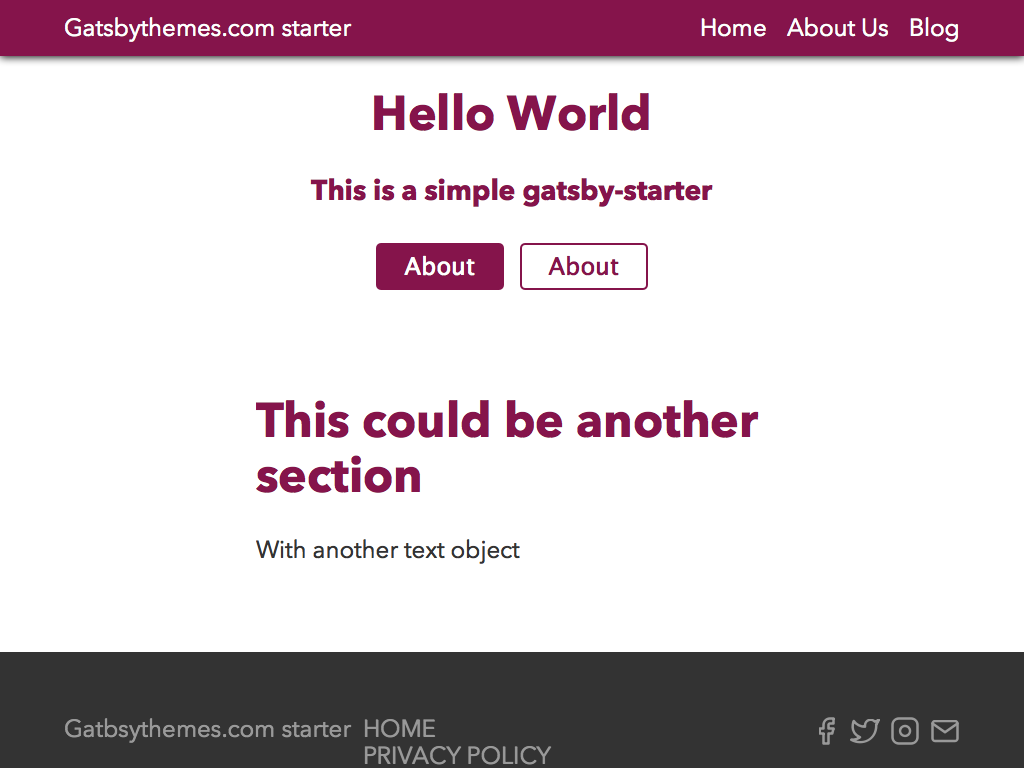 Gatsbythemes.com starter Home About Us Blog
Hello World
This is a simple gatsby-starter
About About
This could be another
section
With another text object
Gatbsythemes.com starter HOME
PRIVACY POLICY